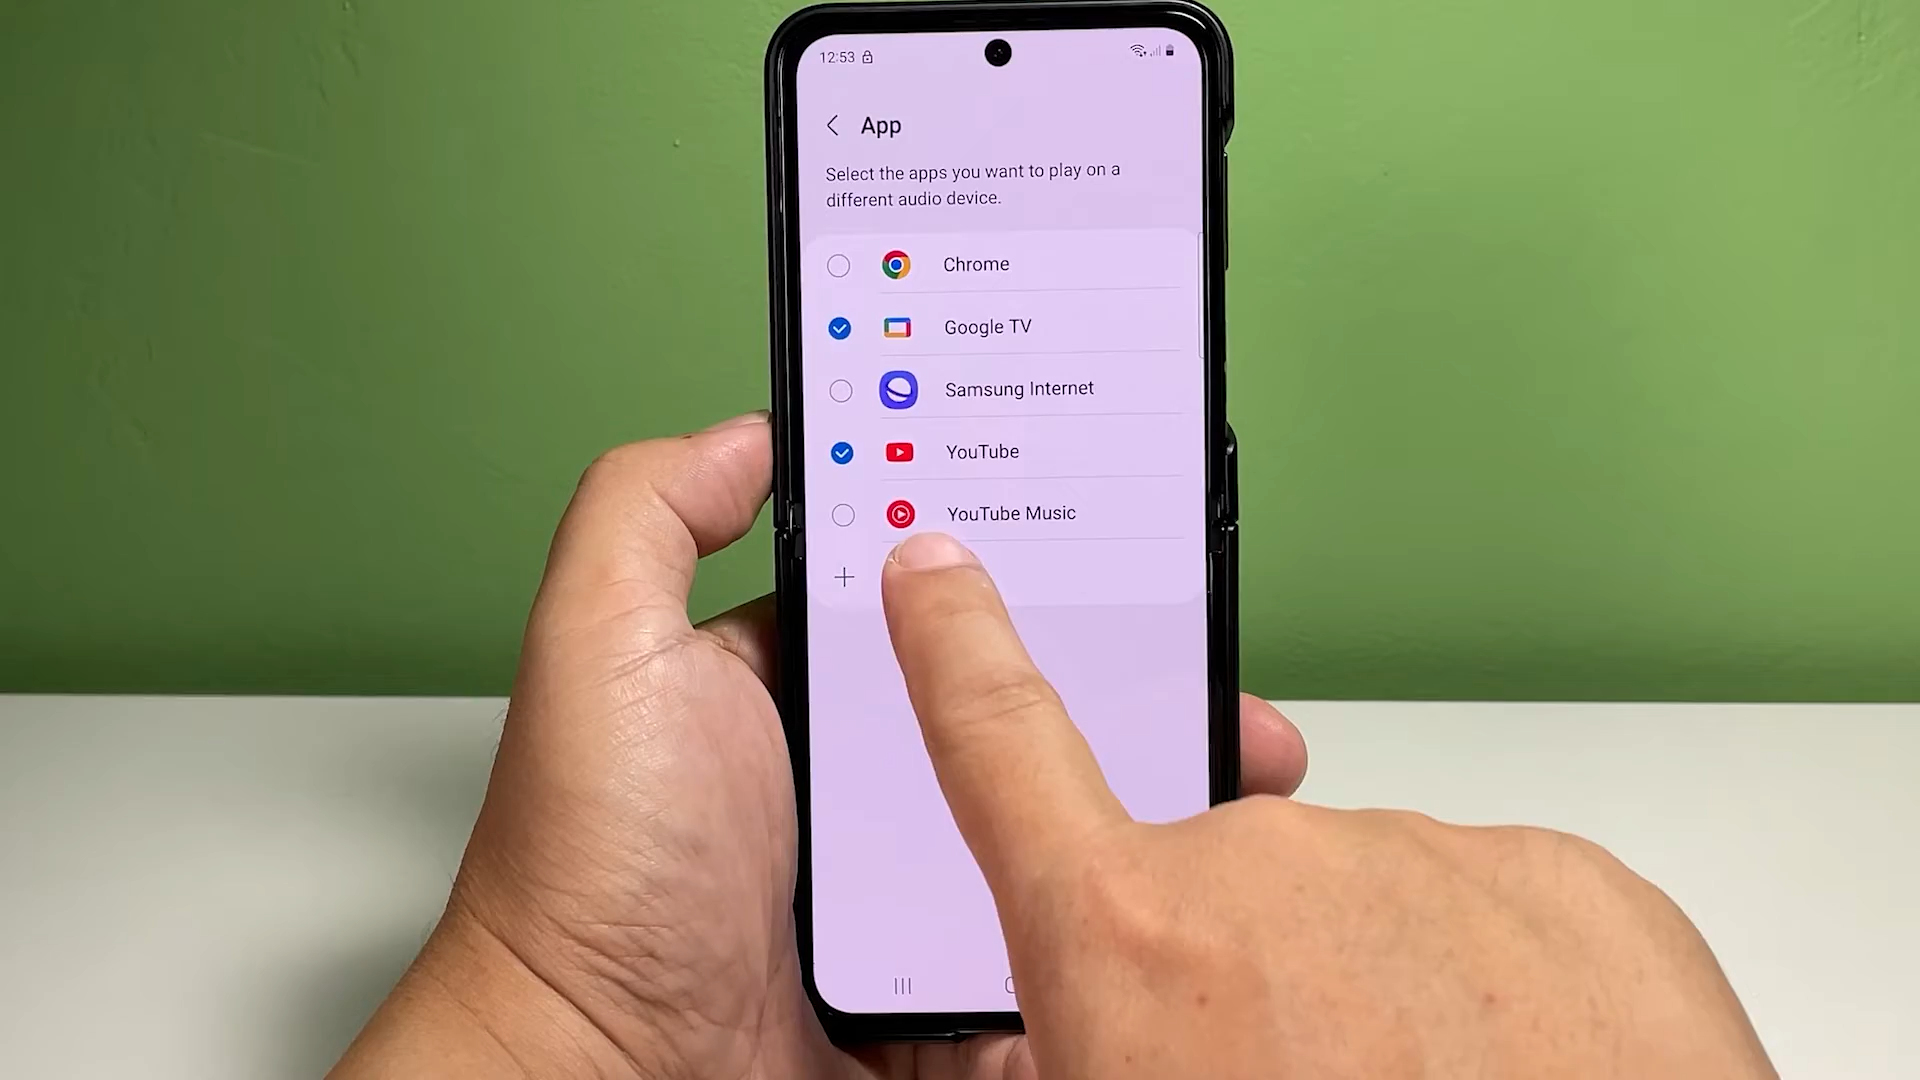 12:53
App
Select the apps you want to play on a
different audio device.
Chrome
Google TV
Samsung Internet
YouTube
YouTube Music